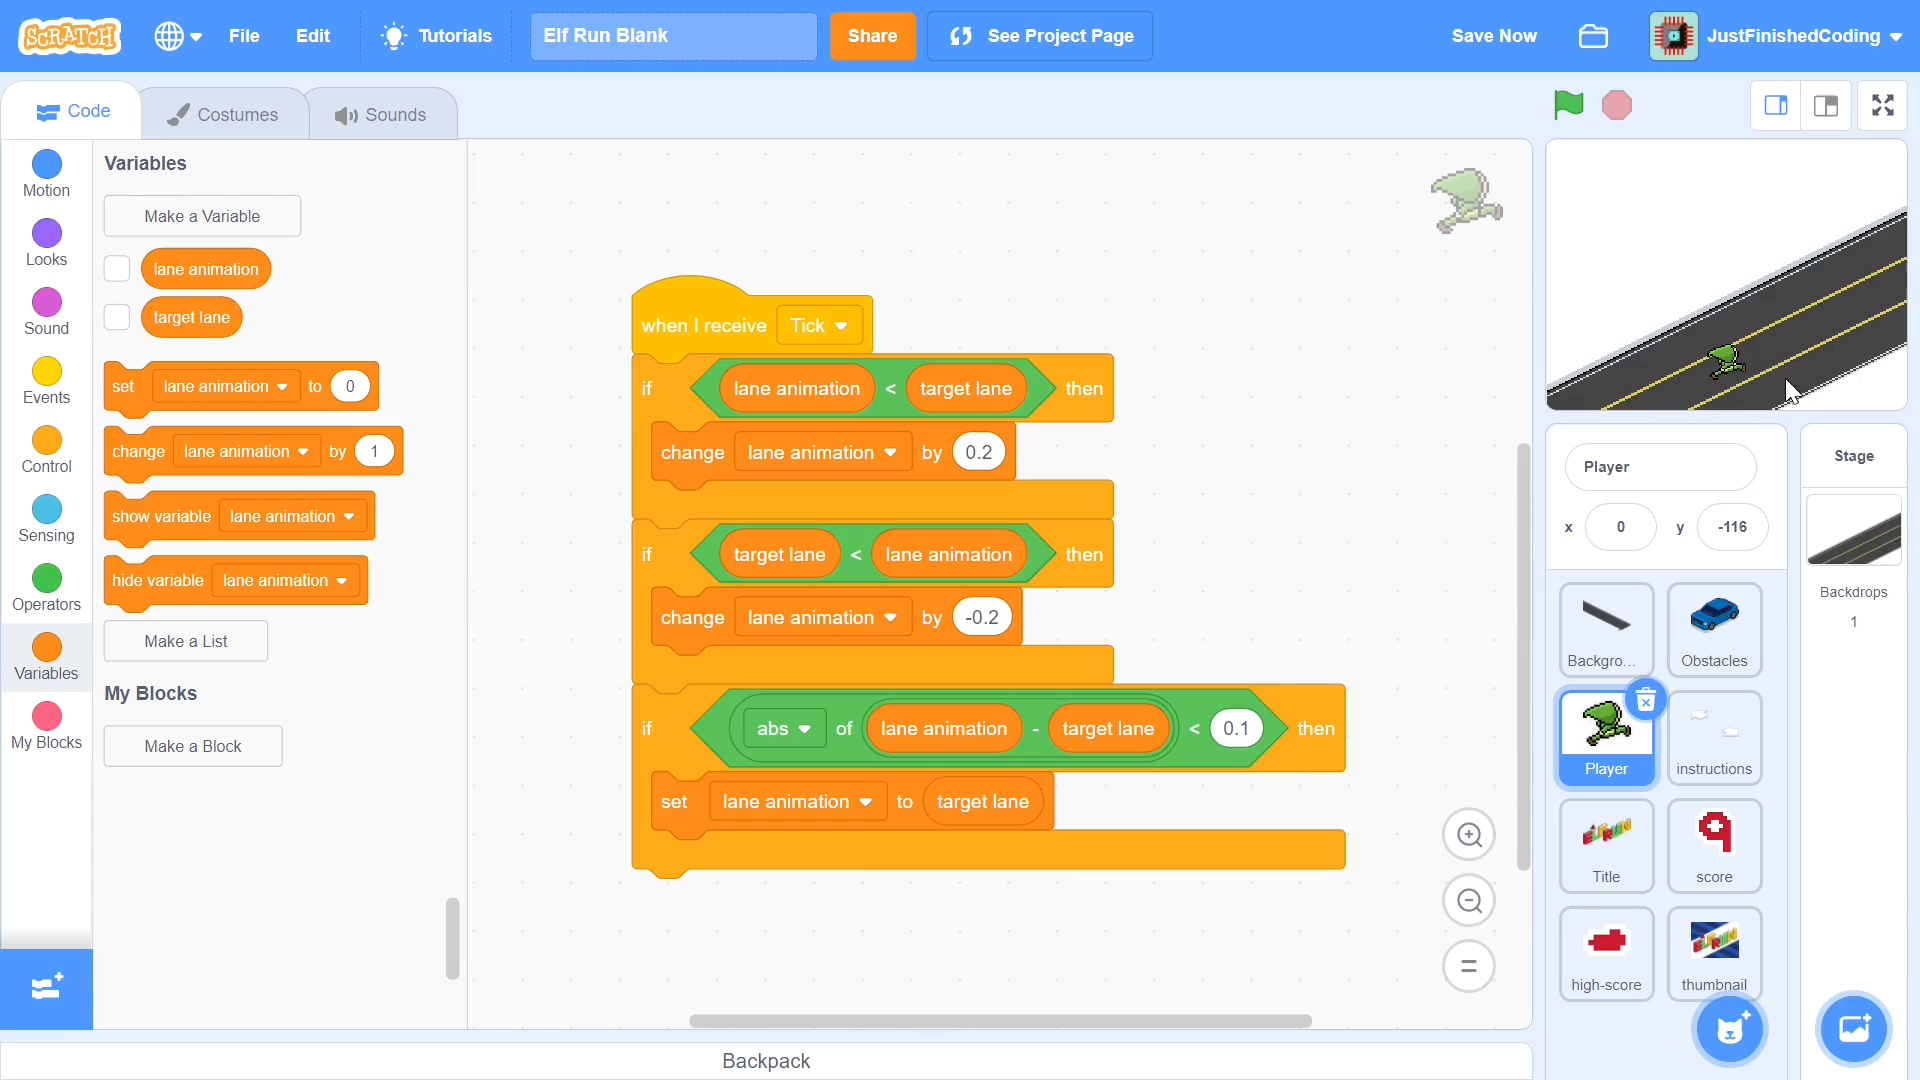 SCRATCH
File
Edit
Tutorials
Elf Run Blank
Share
See Project Page
Save Now
JustFinishedCoding
Code
Costumes
Sounds
Motion
Looks
Sound
Events
Control
Sensing
Operators
Variables
My Blocks
Variables
Make a Variable
lane animation
target lane
set lane animation to 0
change lane animation by 1
show variable lane animation
hide variable lane animation
Make a List
My Blocks
Make a Block
when I receive Tick
if lane animation < target lane then
change lane animation by 0.2
if target lane < lane animation then
change lane animation by -0.2
if abs of lane animation - target lane < 0.1 then
set lane animation to target lane
Backpack
Player
x 0 y -116
Backgro...
Obstacles
Player
instructions
ELF RUN
Title
9
score
high-score
ELF RUN
thumbnail
Stage
Backdrops
1